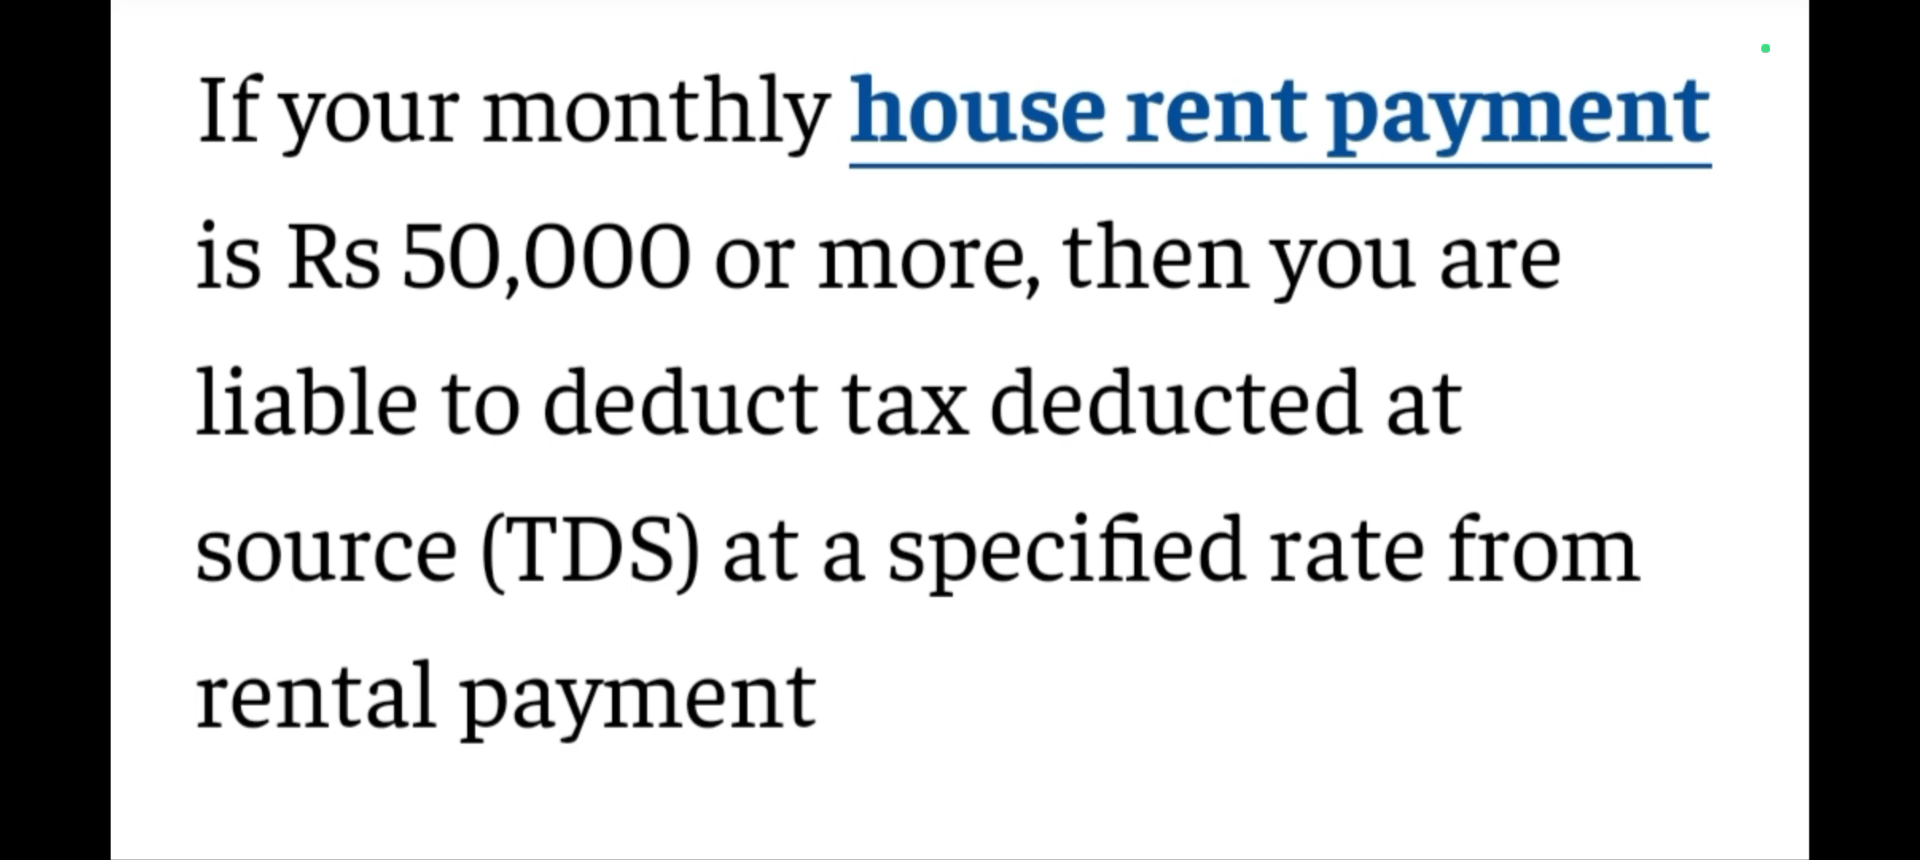 If your monthly house rent payment
is Rs 50,000 or more, then you are
liable to deduct tax deducted at
source (TDS) at a specified rate from
rental payment